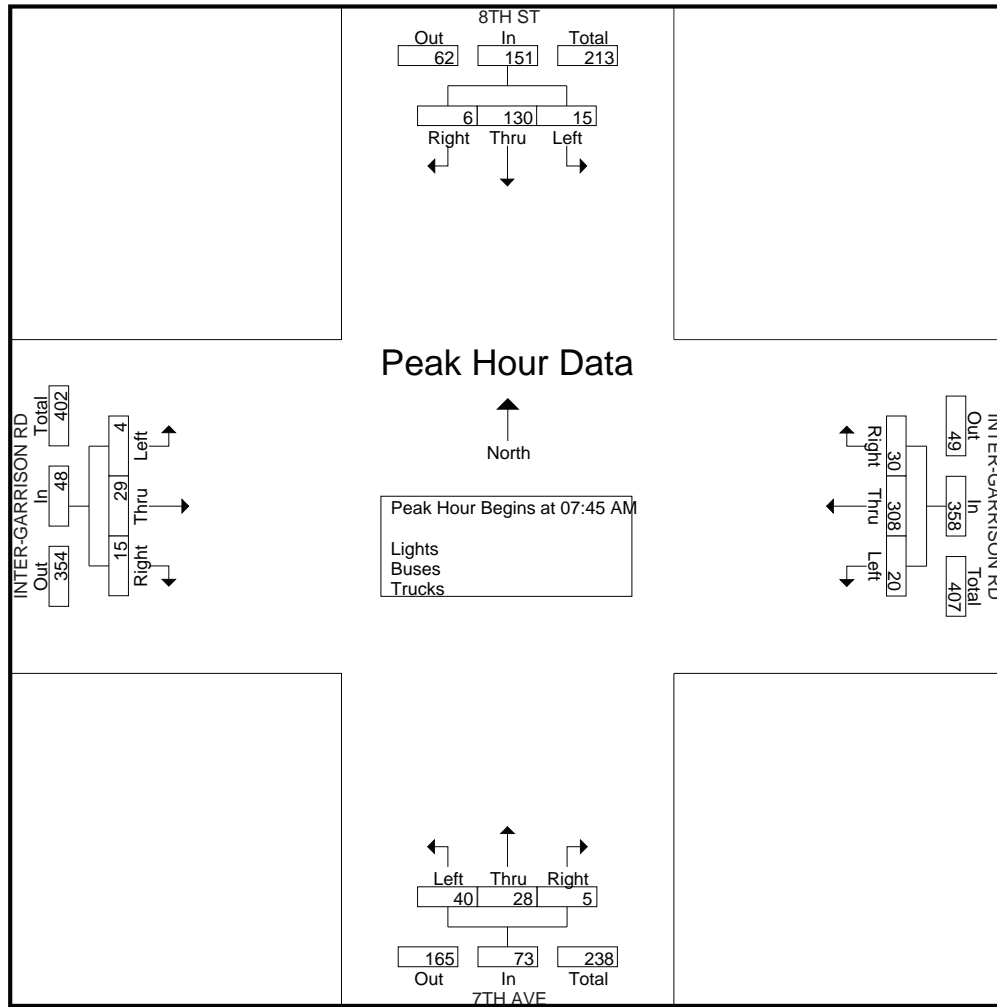 8TH ST
Out In Total
62 151 213
6 130 15
Right Thru Left
Peak Hour Data
North
Peak Hour Begins at 07:45 AM
Lights
Buses
Trucks
INTER-GARRISON RD
Total In Out
402 48 354
4 29 15
Left Thru Right
INTER-GARRISON RD
Out In Total
49 358 407
30 308 20
Right Thru Left
Left Thru Right
40 28 5
165 73 238
Out In Total
7TH AVE